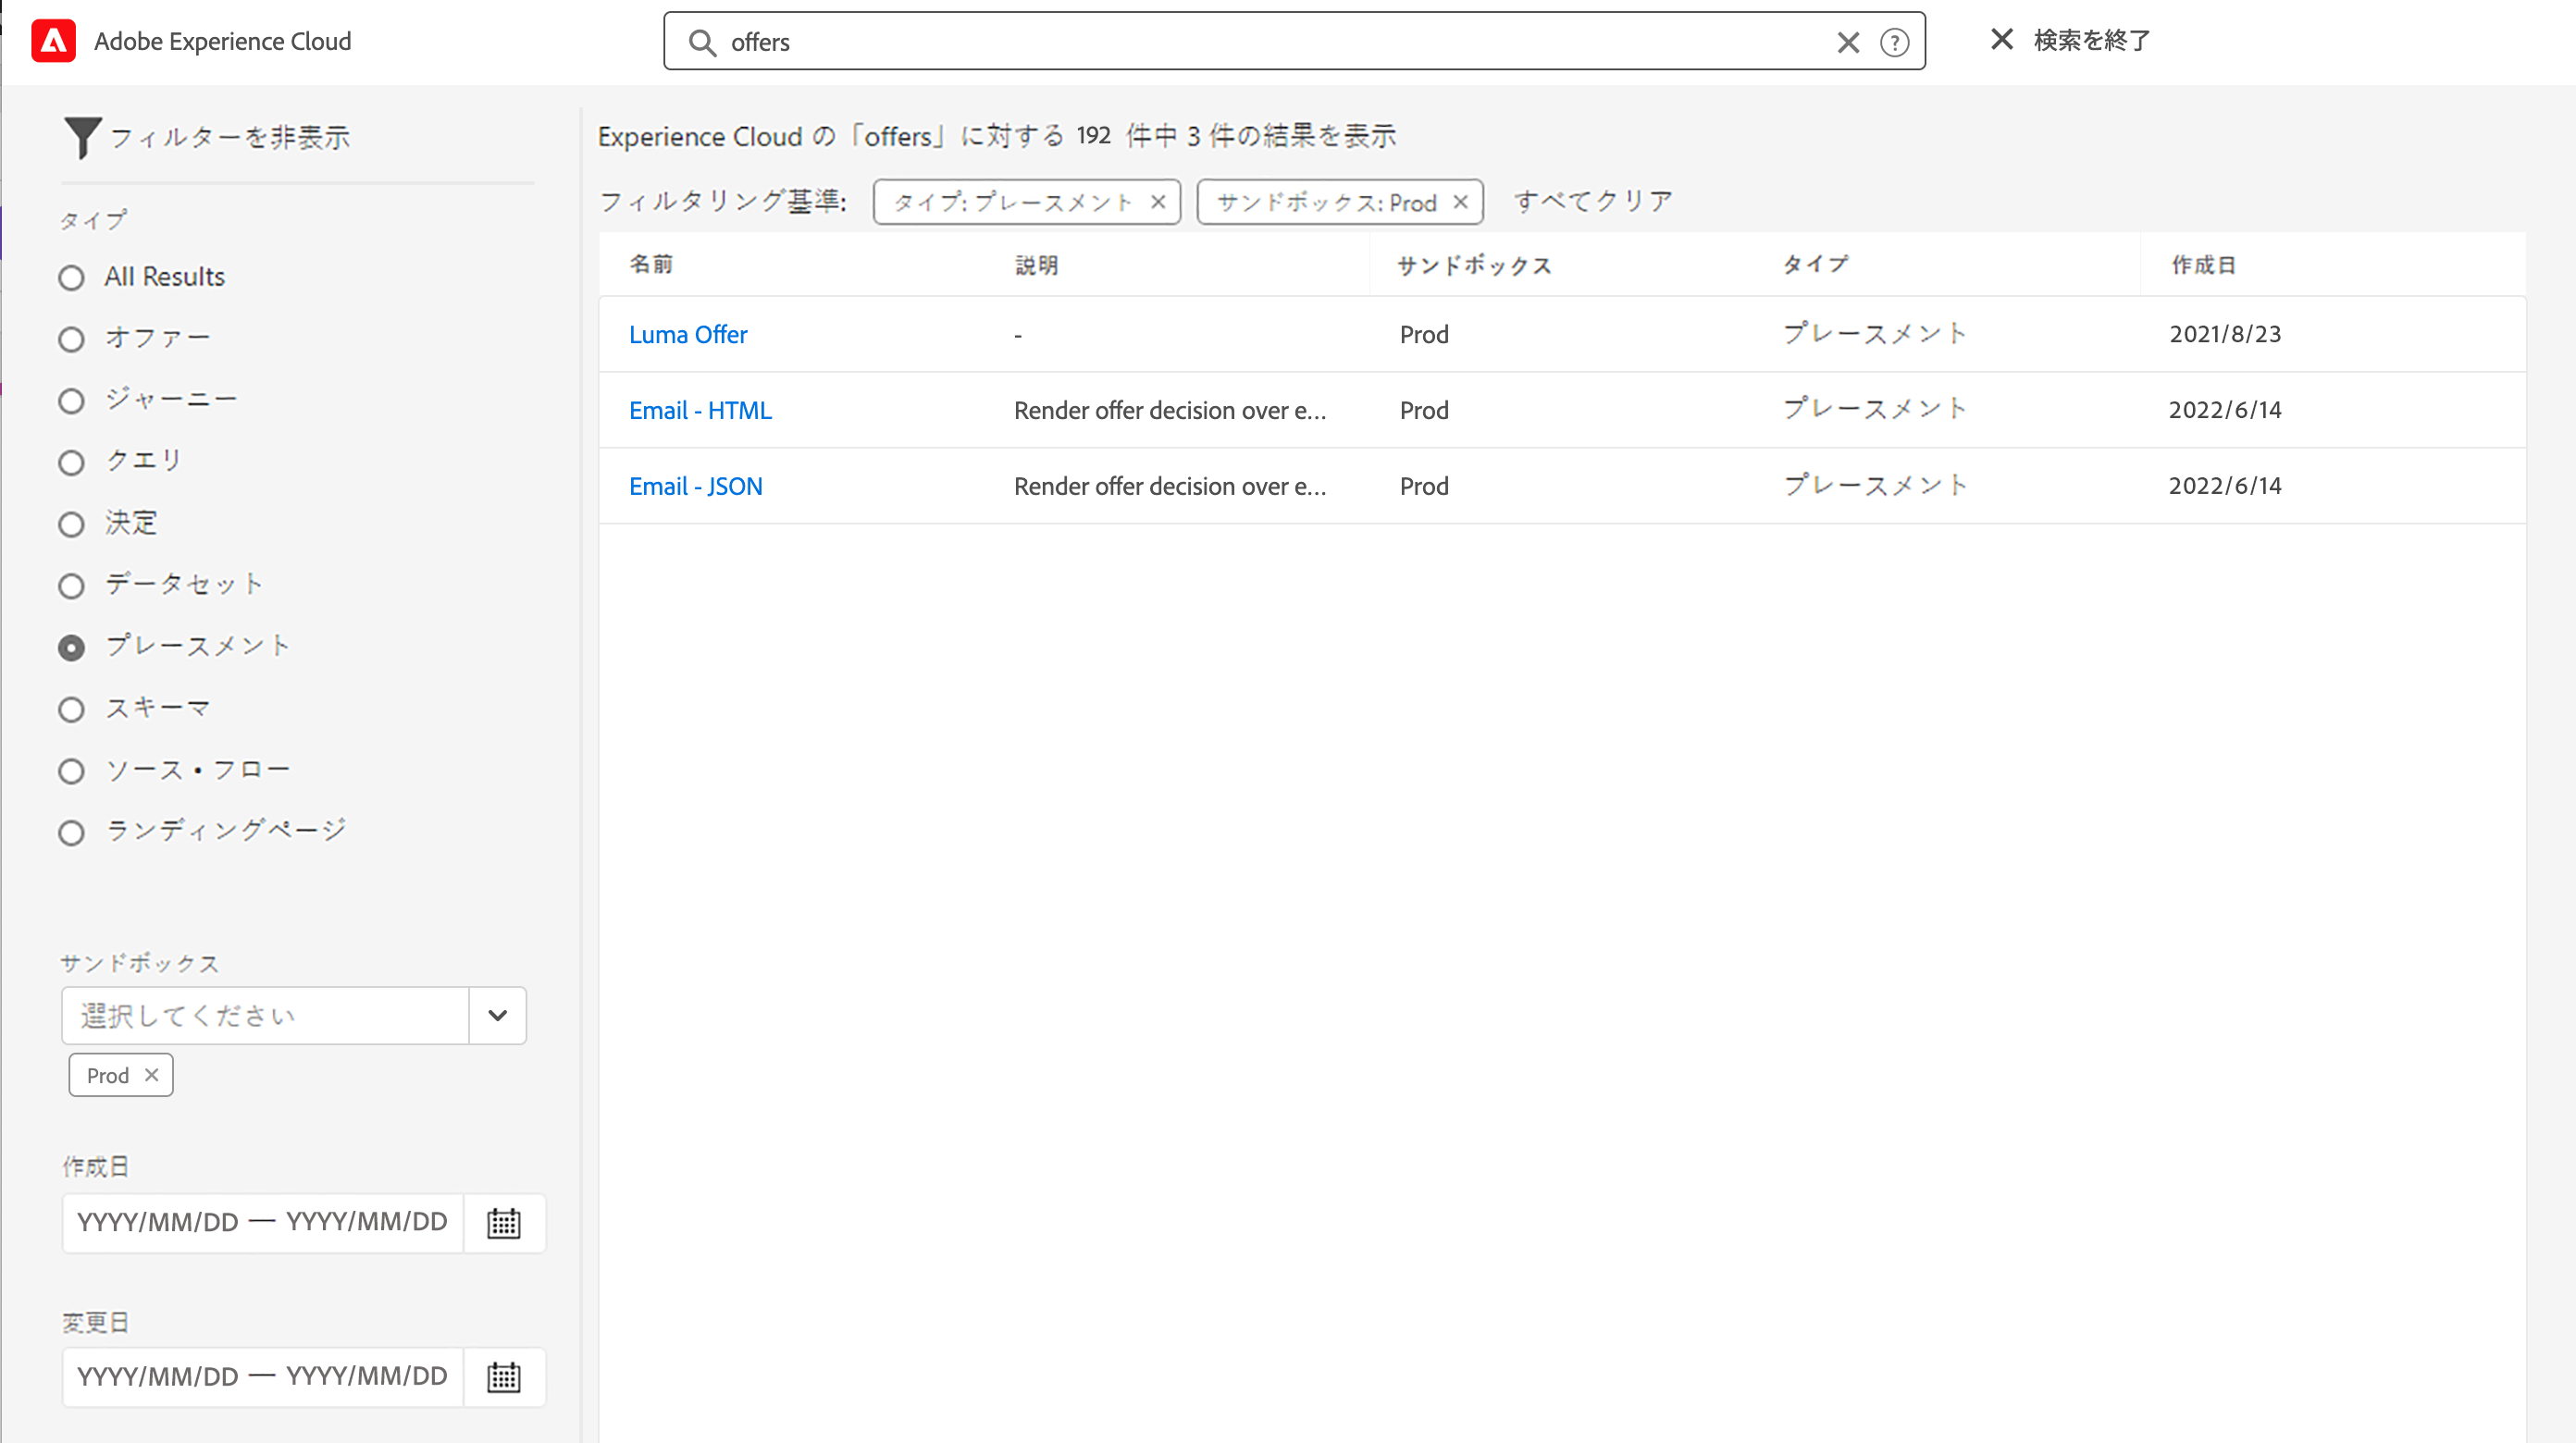 Adobe Experience Cloud
offers
検索を終了
フィルターを非表示
タイプ
All Results
オファー
ジャーニー
クエリ
決定
データセット
プレースメント
スキーマ
ソース・フロー
ランディングページ
サンドボックス
選択してください
Prod
作成日
YYYY/MM/DD — YYYY/MM/DD
変更日
YYYY/MM/DD — YYYY/MM/DD
Experience Cloud の「offers」に対する 192 件中 3 件の結果を表示
フィルタリング基準: タイプ: プレースメント サンドボックス: Prod すべてクリア
名前 説明 サンドボックス タイプ 作成日
Luma Offer - Prod プレースメント 2021/8/23
Email - HTML Render offer decision over e... Prod プレースメント 2022/6/14
Email - JSON Render offer decision over e... Prod プレースメント 2022/6/14